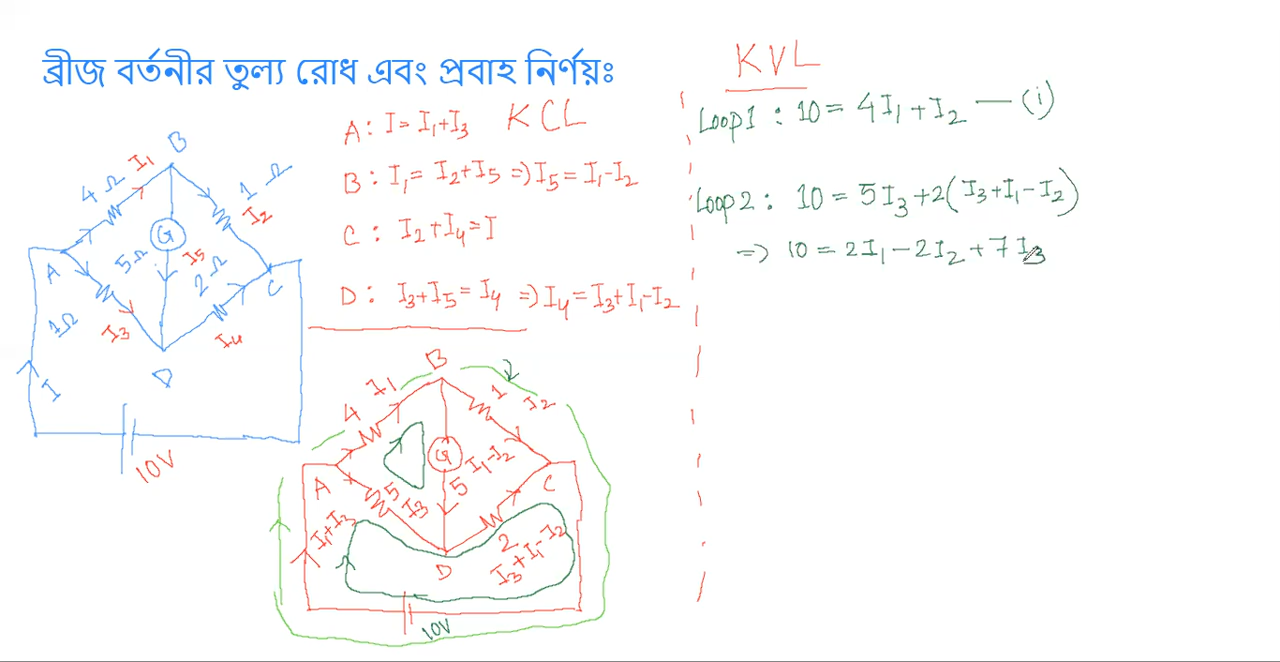 ব্রীজ বর্তনীর তুল্য রোধ এবং প্রবাহ নির্ণয়ঃ
KCL
A: I = I₁+I₃
B: I₁ = I₂+I₅ => I₅ = I₁-I₂
C: I₂+I₄=I
D: I₃+I₅ = I₄ => I₄ = I₃+I₁-I₂
B
I₁
4 Ω
1 Ω
I₂
G
5Ω
I₅
2 Ω
A
C
1Ω
I₃
I₄
D
I
10V
B
I₁
4
1
I₂
G
I₁-I₂
A
5
I₃
5
C
I₁+I₃
2
I₃+I₁-I₂
D
10V
KVL
Loop1 : 10 = 4I₁+I₂ — (i)
Loop2 : 10 = 5I₃+2(I₃+I₁-I₂)
=> 10 = 2I₁-2I₂+7I₃